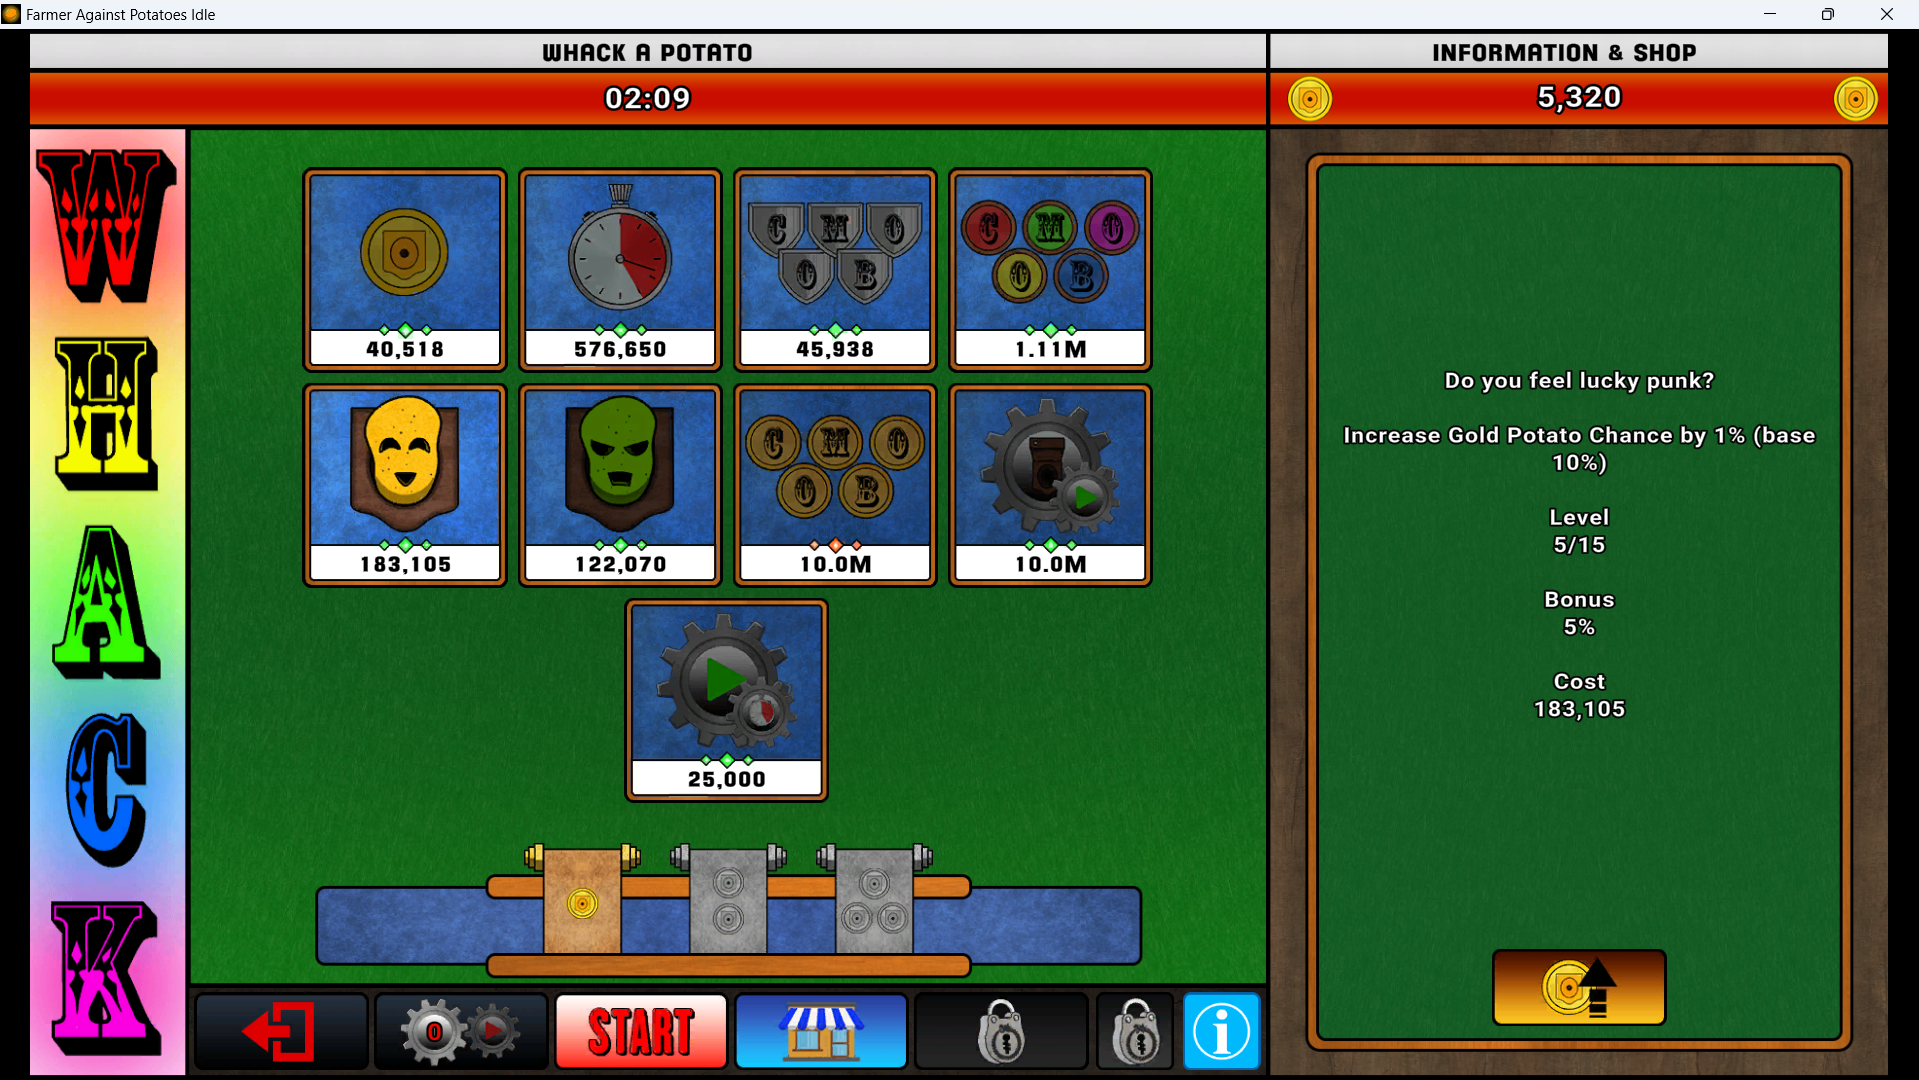 Farmer Against Potatoes Idle
WHACK A POTATO
INFORMATION & SHOP
02:09
5,320
W
H
A
C
K
C M O
O B
C M O
O B
40,518
576,650
45,938
1.11M
C M O
O B
183,105
122,070
10.0M
10.0M
25,000
Do you feel lucky punk?
Increase Gold Potato Chance by 1% (base
10%)
Level
5/15
Bonus
5%
Cost
183,105
0
START
i